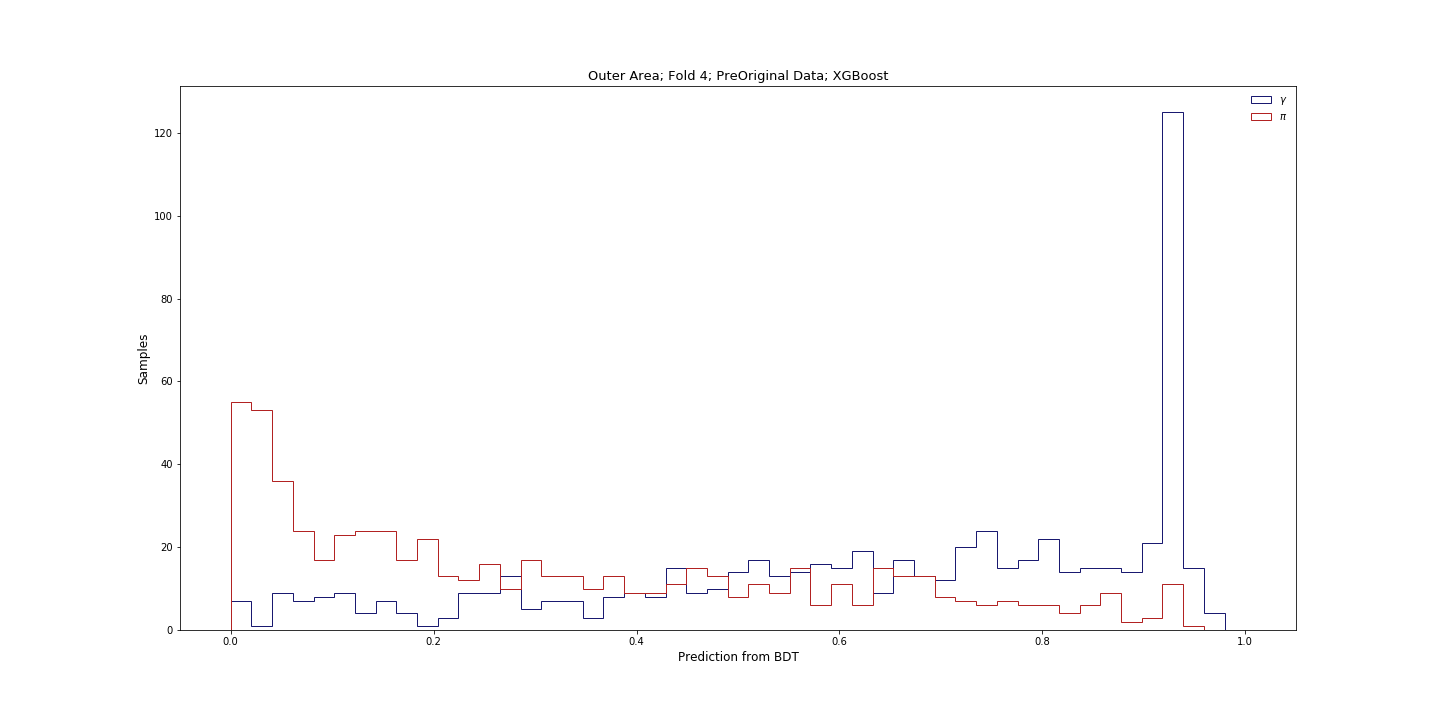 Outer Area; Fold 4; PreOriginal Data; XGBoost
γ
π
120
100
80
60
40
20
0
Samples
0.0 0.2 0.4 0.6 0.8 1.0
Prediction from BDT